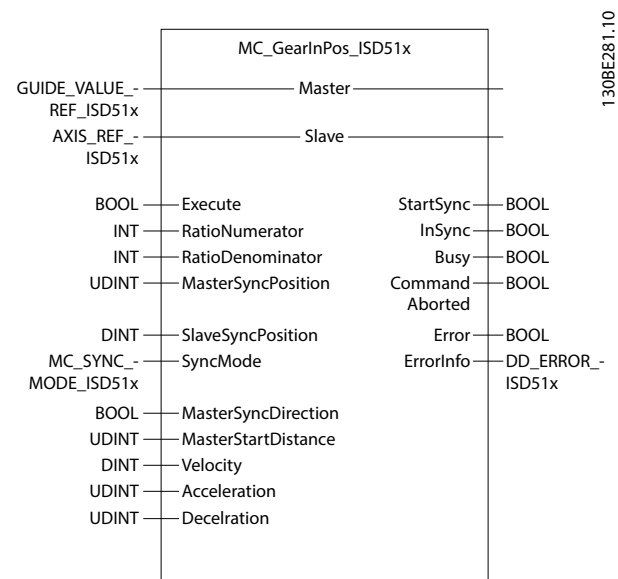 130BE281.10
MC_GearInPos_ISD51x
GUIDE_VALUE_-
REF_ISD51x
Master
AXIS_REF_-
ISD51x
Slave
BOOL Execute StartSync BOOL
INT RatioNumerator InSync BOOL
INT RatioDenominator Busy BOOL
UDINT MasterSyncPosition Command BOOL
Aborted
DINT SlaveSyncPosition Error BOOL
MC_SYNC_- SyncMode ErrorInfo DD_ERROR_-
MODE_ISD51x ISD51x
BOOL MasterSyncDirection
UDINT MasterStartDistance
DINT Velocity
UDINT Acceleration
UDINT Decelration